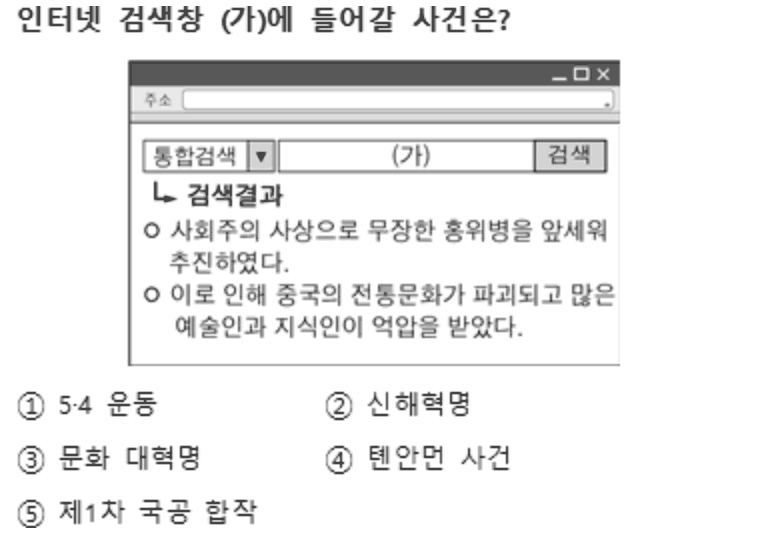 인터넷 검색창 (가)에 들어갈 사건은?
주소
통합검색 ▼ (가) 검색
검색결과
○ 사회주의 사상으로 무장한 홍위병을 앞세워
추진하였다.
○ 이로 인해 중국의 전통문화가 파괴되고 많은
예술인과 지식인이 억압을 받았다.
① 5·4 운동 ② 신해혁명
③ 문화 대혁명 ④ 톈안먼 사건
⑤ 제1차 국공 합작